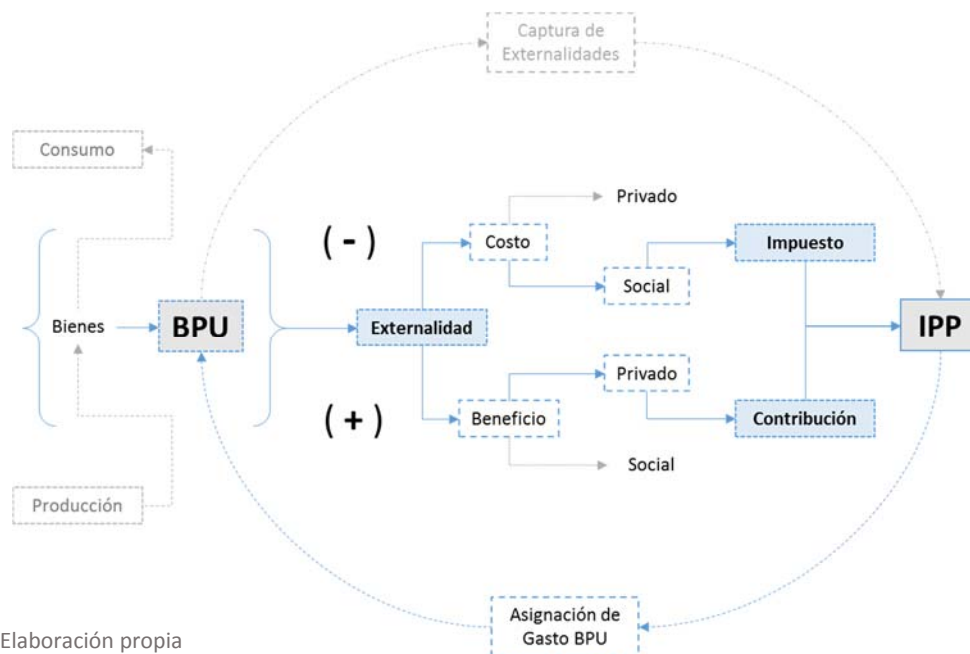 Captura de
Externalidades
Consumo
Privado
( - )
Costo
Impuesto
Social
Bienes
BPU
Externalidad
IPP
Privado
( + )
Beneficio
Contribución
Social
Producción
Asignación de
Gasto BPU
Elaboración propia